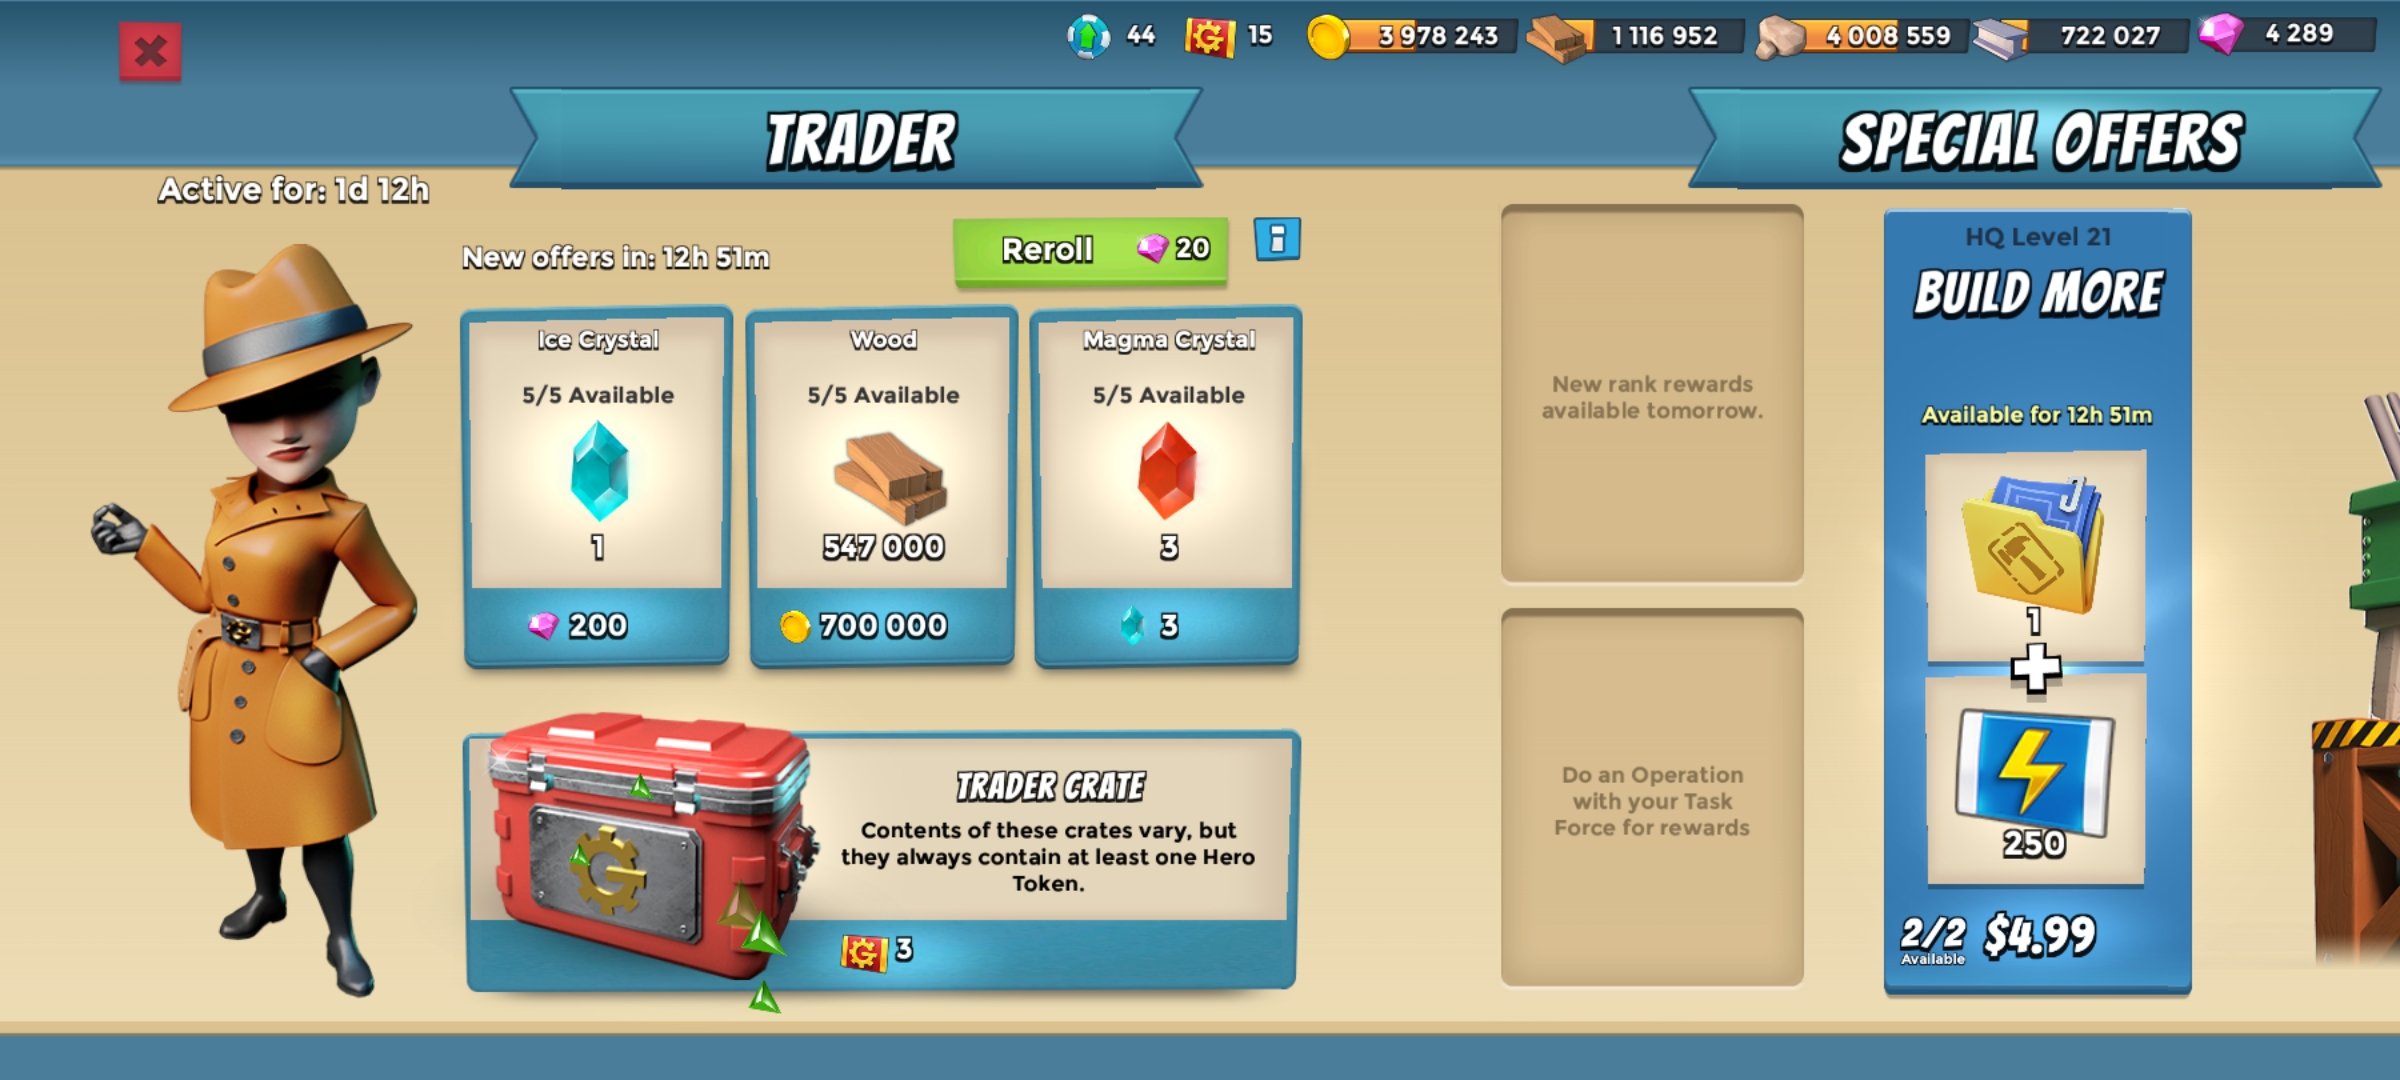 44
15
3 978 243
1 116 952
4 008 559
722 027
4 289
TRADER
SPECIAL OFFERS
Active for: 1d 12h
New offers in: 12h 51m
Reroll 20
i
Ice Crystal
5/5 Available
1
200
Wood
5/5 Available
547 000
700 000
Magma Crystal
5/5 Available
3
3
G
TRADER CRATE
Contents of these crates vary, but
they always contain at least one Hero
Token.
3
New rank rewards
available tomorrow.
Do an Operation
with your Task
Force for rewards
HQ Level 21
BUILD MORE
Available for 12h 51m
1
+
250
2/2
Available
$4.99